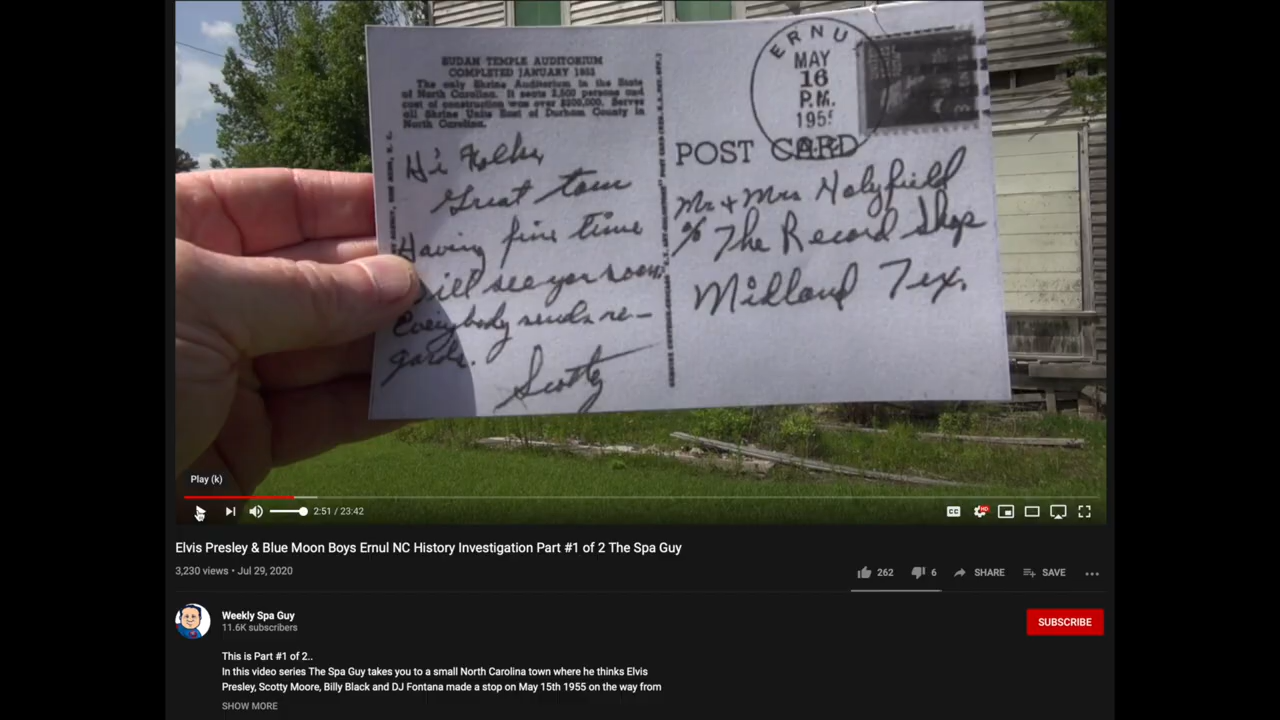 SUDAN TEMPLE AUDITORIUM
COMPLETED JANUARY 1952
The only Shrine Auditorium in the State
of North Carolina. It seats 2,500 persons and
cost of construction was over $200,000. Serves
all Shrine Units East of Durham County in
North Carolina.
Hi Folks,
Great tour
Having fine time
Will see you soon,
Everybody sends re-
gards.
Scotty
ERNU
MAY
16
P.M.
1955
POST CARD
Mr + Mrs Holyfield
% The Record Shop
Midland Tex.
Play (k)
2:51 / 23:42
CC
HD
Elvis Presley & Blue Moon Boys Ernul NC History Investigation Part #1 of 2 The Spa Guy
3,230 views • Jul 29, 2020
262
6
SHARE
SAVE
Weekly Spa Guy
11.6K subscribers
SUBSCRIBE
This is Part #1 of 2..
In this video series The Spa Guy takes you to a small North Carolina town where he thinks Elvis
Presley, Scotty Moore, Billy Black and DJ Fontana made a stop on May 15th 1955 on the way from
SHOW MORE